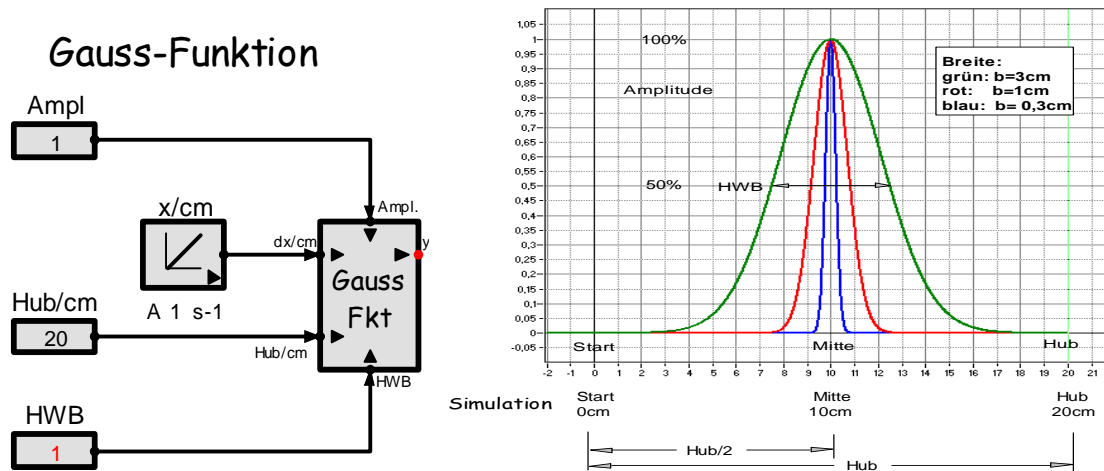 Gauss-Funktion
Ampl
1
x/cm
A 1 s-1
Hub/cm
20
HWB
1
Ampl.
dx/cm
y
Gauss
Fkt
Hub/cm
HWB
1,05
1
0,95
0,9
0,85
0,8
0,75
0,7
0,65
0,6
0,55
0,5
0,45
0,4
0,35
0,3
0,25
0,2
0,15
0,1
0,05
0
-0,05
100%
Amplitude
50%
HWB
Breite:
grün: b=3cm
rot: b=1cm
blau: b= 0,3cm
Start
Mitte
Hub
-2 -1 0 1 2 3 4 5 6 7 8 9 10 11 12 13 14 15 16 17 18 19 20 21
Simulation
Start
0cm
Mitte
10cm
Hub
20cm
Hub/2
Hub